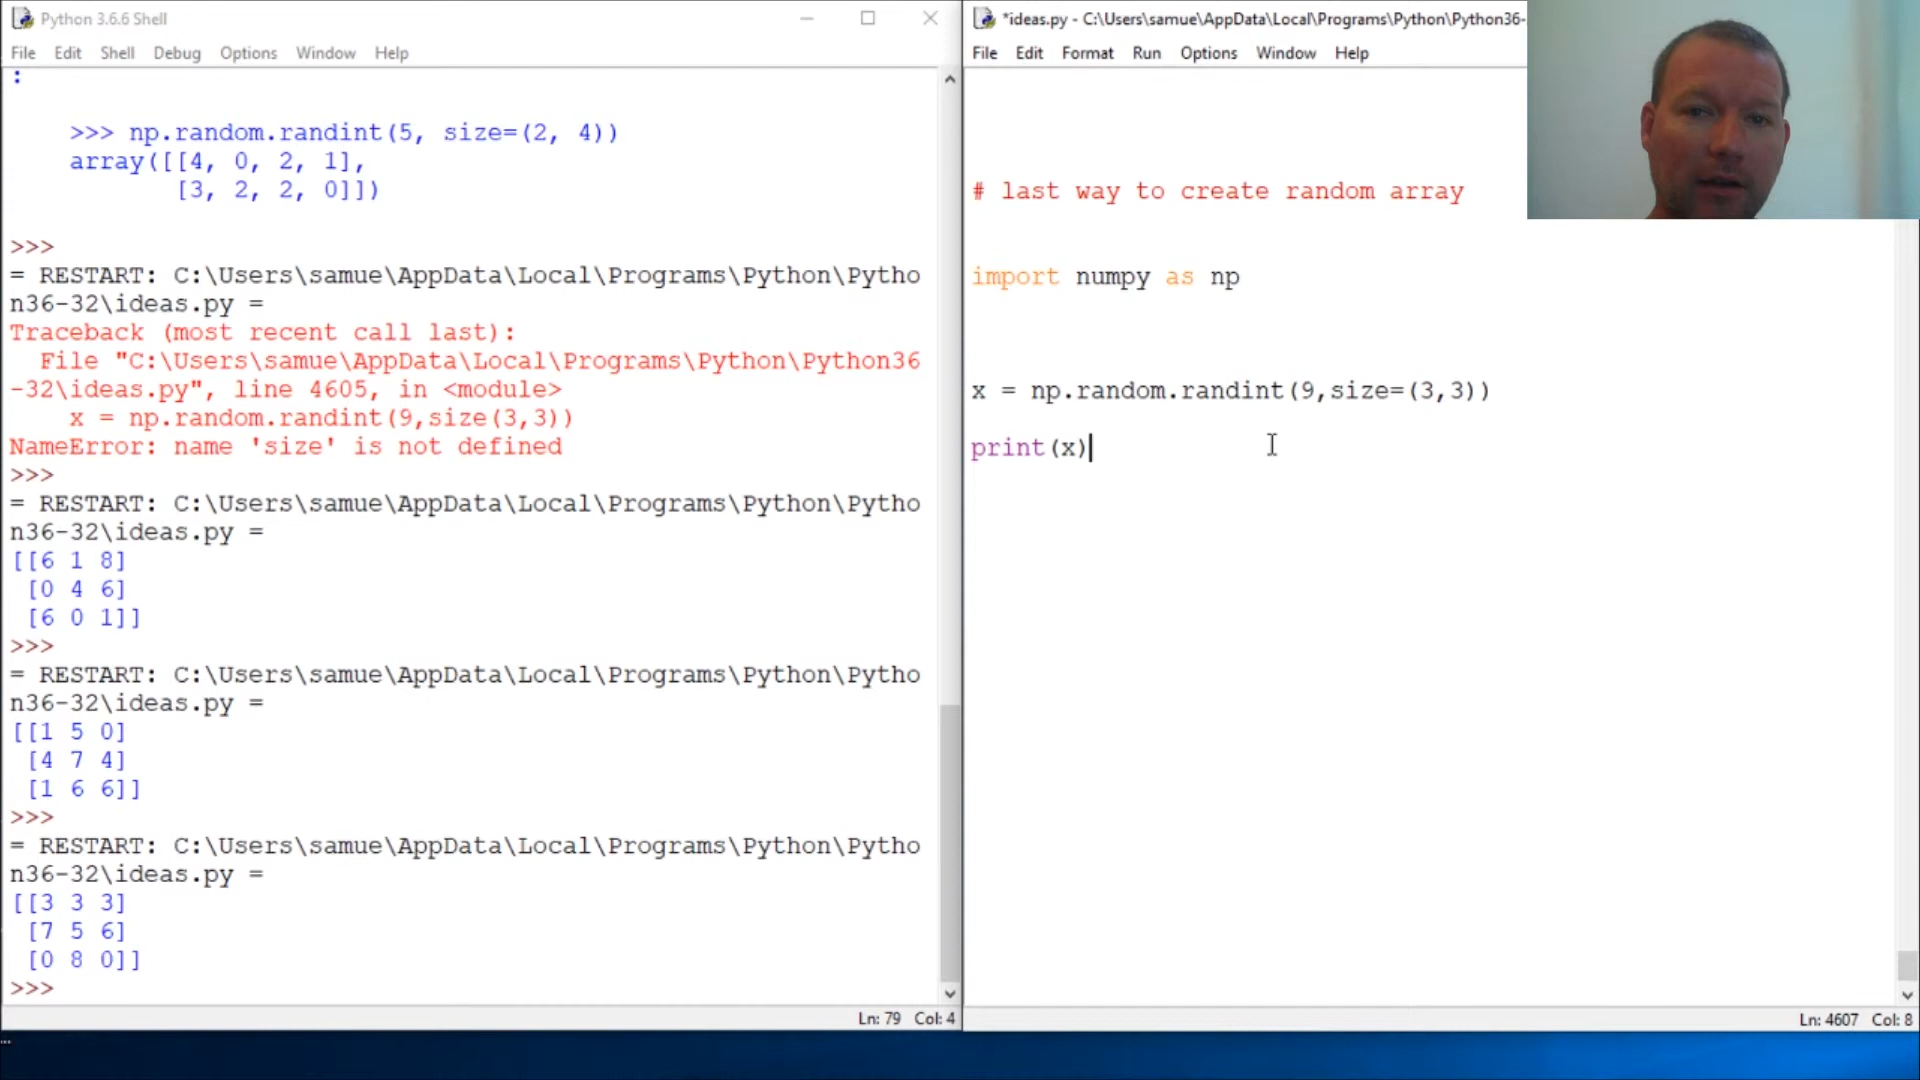 Python 3.6.6 Shell
File Edit Shell Debug Options Window Help
:
>>> np.random.randint(5, size=(2, 4))
array([[4, 0, 2, 1],
[3, 2, 2, 0]])
>>>
= RESTART: C:\Users\samue\AppData\Local\Programs\Python\Pytho
n36-32\ideas.py =
Traceback (most recent call last):
File "C:\Users\samue\AppData\Local\Programs\Python\Python36
-32\ideas.py", line 4605, in <module>
x = np.random.randint(9,size(3,3))
NameError: name 'size' is not defined
>>>
= RESTART: C:\Users\samue\AppData\Local\Programs\Python\Pytho
n36-32\ideas.py =
[[6 1 8]
[0 4 6]
[6 0 1]]
>>>
= RESTART: C:\Users\samue\AppData\Local\Programs\Python\Pytho
n36-32\ideas.py =
[[1 5 0]
[4 7 4]
[1 6 6]]
>>>
= RESTART: C:\Users\samue\AppData\Local\Programs\Python\Pytho
n36-32\ideas.py =
[[3 3 3]
[7 5 6]
[0 8 0]]
>>>
Ln: 79 Col: 4
*ideas.py - C:\Users\samue\AppData\Local\Programs\Python\Python36-
File Edit Format Run Options Window Help
# last way to create random array
import numpy as np
x = np.random.randint(9,size=(3,3))
print(x)
Ln: 4607 Col: 8
...